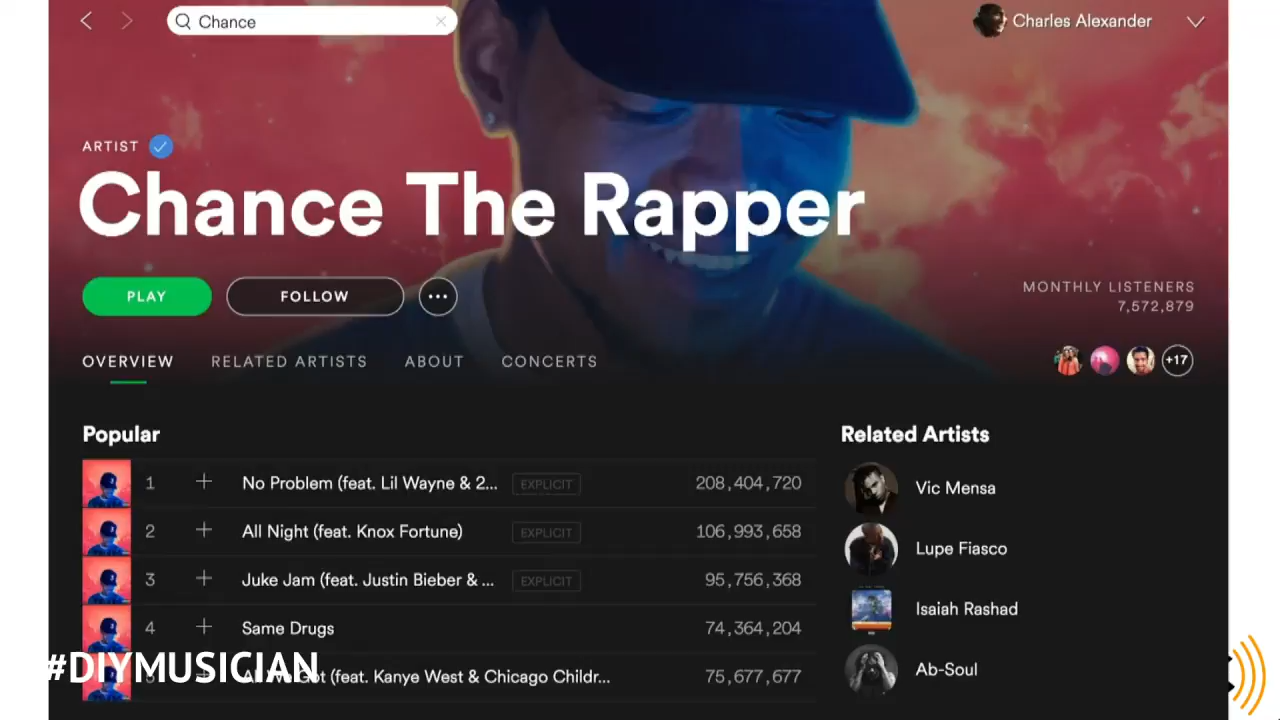 Chance
Charles Alexander
ARTIST
Chance The Rapper
PLAY
FOLLOW
MONTHLY LISTENERS
7,572,879
OVERVIEW
RELATED ARTISTS
ABOUT
CONCERTS
+17
Popular
1 No Problem (feat. Lil Wayne & 2... EXPLICIT 208,404,720
2 All Night (feat. Knox Fortune) EXPLICIT 106,993,658
3 Juke Jam (feat. Justin Bieber & ... EXPLICIT 95,756,368
4 Same Drugs 74,364,204
(feat. Kanye West & Chicago Childr... 75,677,677
Related Artists
Vic Mensa
Lupe Fiasco
Isaiah Rashad
Ab-Soul
#DIYMUSICIAN